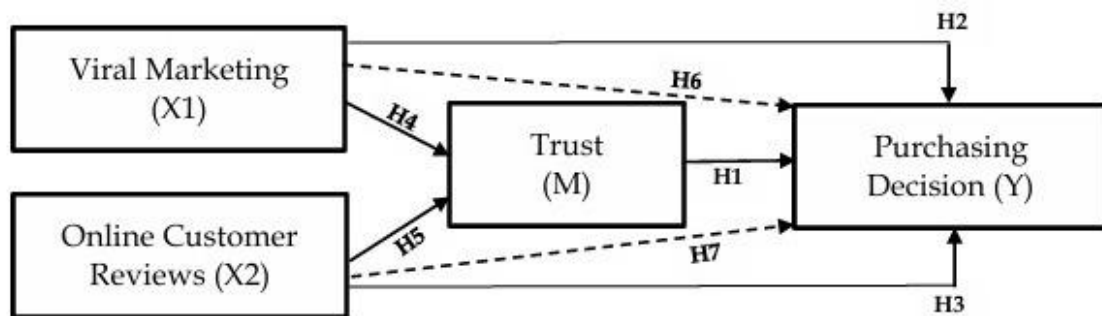 H2
Viral Marketing
(X1)
H6
H4
Trust
(M)
H1
Purchasing
Decision (Y)
Online Customer
Reviews (X2)
H5
H7
H3